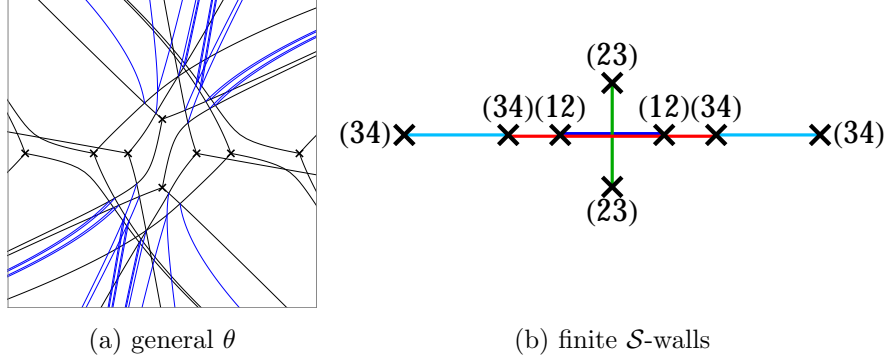 (23)
(34)(12) (12)(34)
(34) (34)
(23)
(a) general θ
(b) finite S-walls